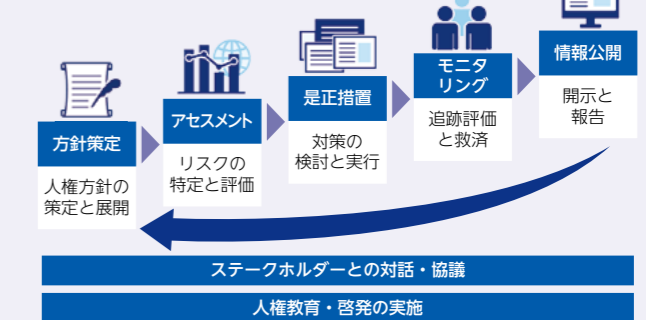 方針策定
人権方針の
策定と展開
アセスメント
リスクの
特定と評価
是正措置
対策の
検討と実行
モニタ
リング
追跡評価
と救済
情報公開
開示と
報告
ステークホルダーとの対話・協議
人権教育・啓発の実施